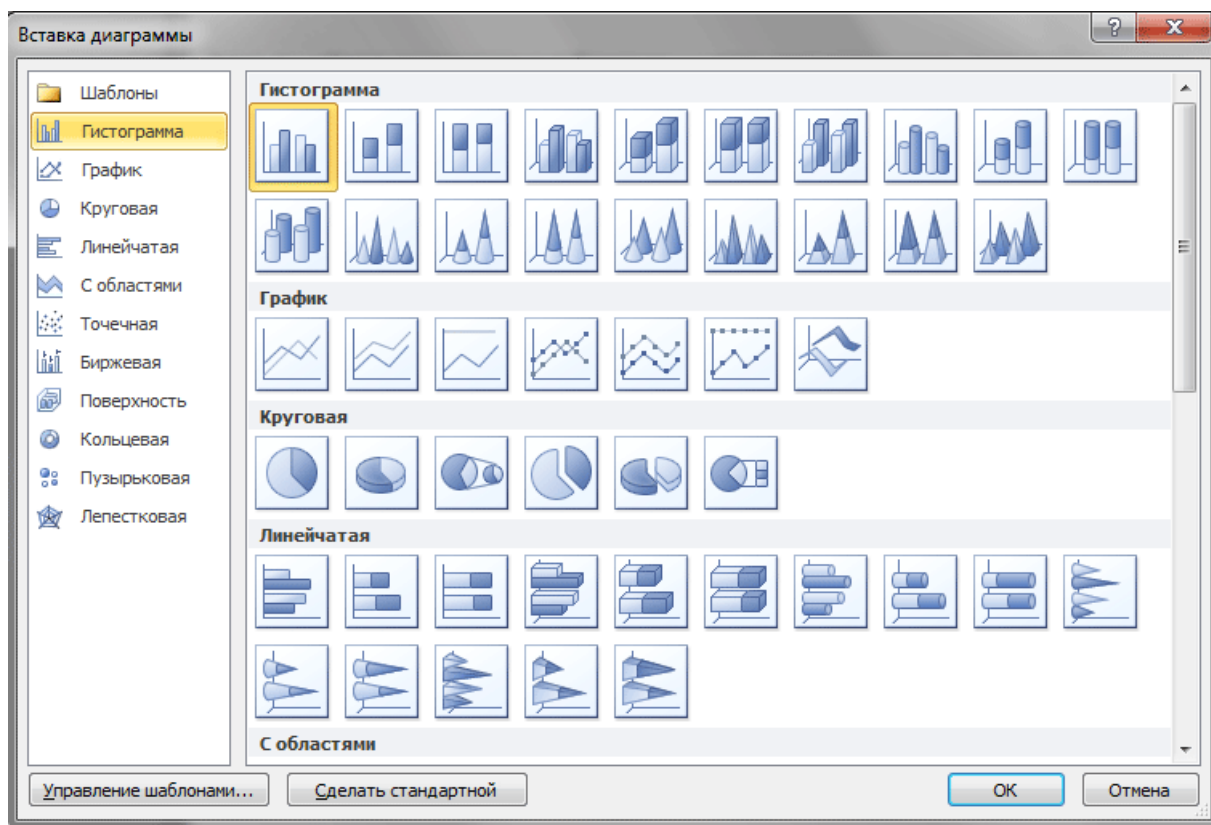 Вставка диаграммы
Шаблоны
Гистограмма
График
Круговая
Линейчатая
С областями
Точечная
Биржевая
Поверхность
Кольцевая
Пузырьковая
Лепестковая
Гистограмма
График
Круговая
Линейчатая
С областями
Управление шаблонами...
Сделать стандартной
ОК
Отмена